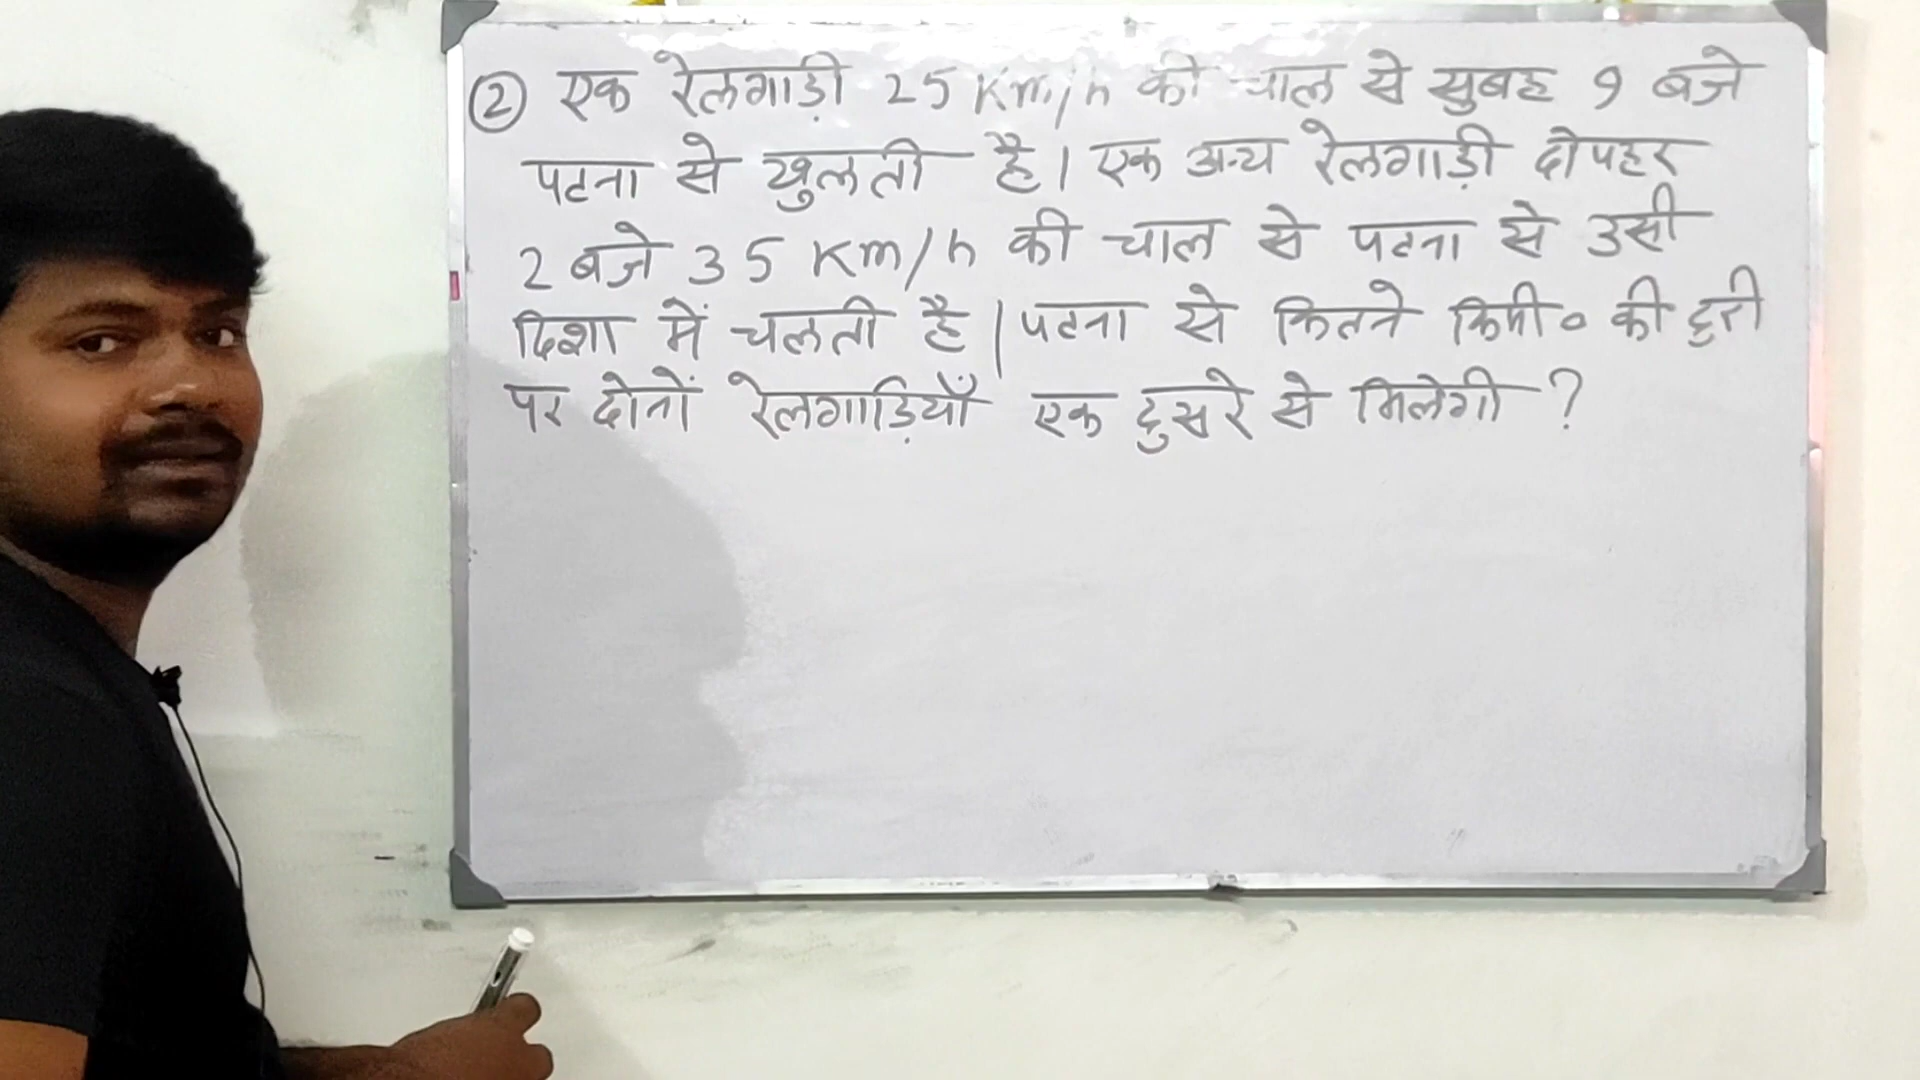 ② एक रेलगाड़ी 25 Km/h की चाल से सुबह 9 बजे
पटना से खुलती है। एक अन्य रेलगाड़ी दोपहर
2 बजे 35 Km/h की चाल से पटना से उसी
दिशा में चलती है। पटना से कितने किमी० की दुरी
पर दोनों रेलगाड़ियाँ एक दुसरे से मिलेगी ?